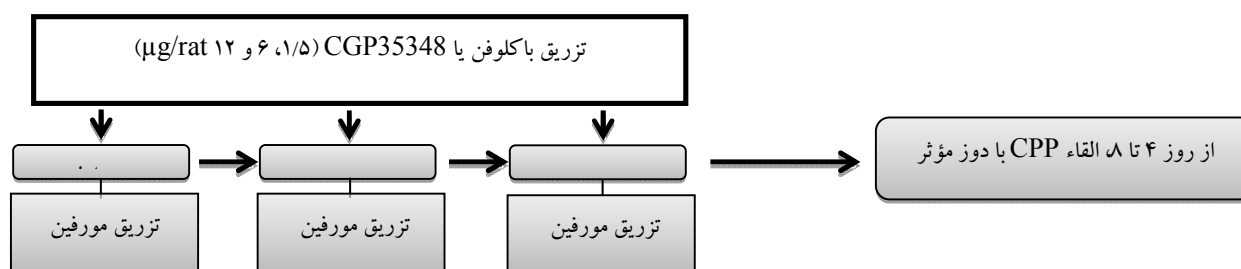 تزریق باکلوفن یا CGP35348 (۱/۵، ۶ و ۱۲ µg/rat)
از روز ۴ تا ۸، القاء CPP با دوز مؤثر
تزریق مورفین
تزریق مورفین
تزریق مورفین